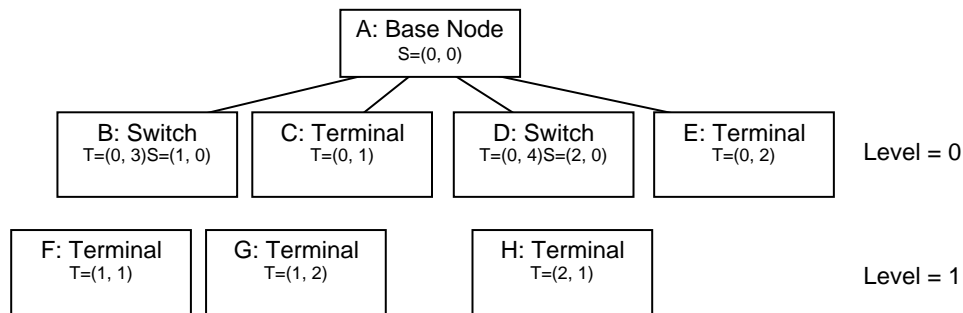 A: Base Node
S=(0, 0)
B: Switch
T=(0, 3)S=(1, 0)
C: Terminal
T=(0, 1)
D: Switch
T=(0, 4)S=(2, 0)
E: Terminal
T=(0, 2)
Level = 0
F: Terminal
T=(1, 1)
G: Terminal
T=(1, 2)
H: Terminal
T=(2, 1)
Level = 1